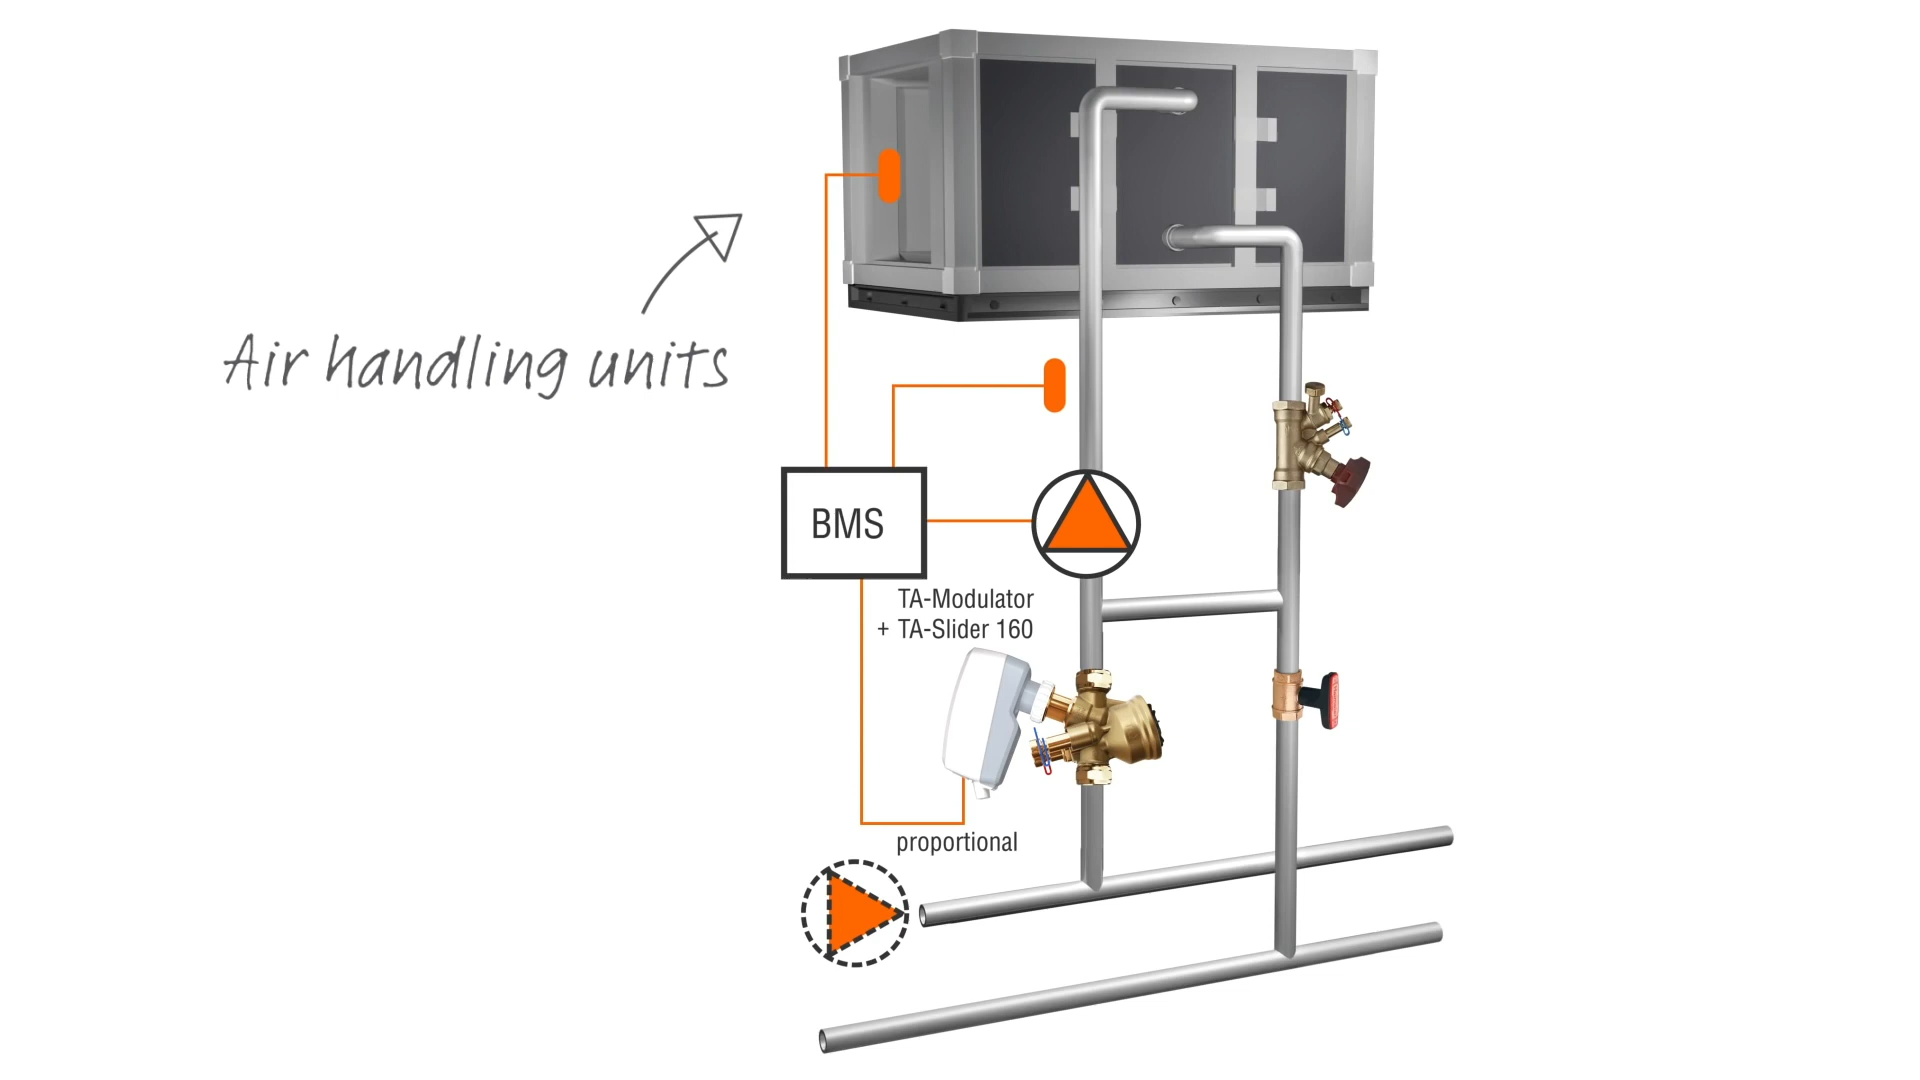 Air handling units
BMS
TA-Modulator
+ TA-Slider 160
proportional